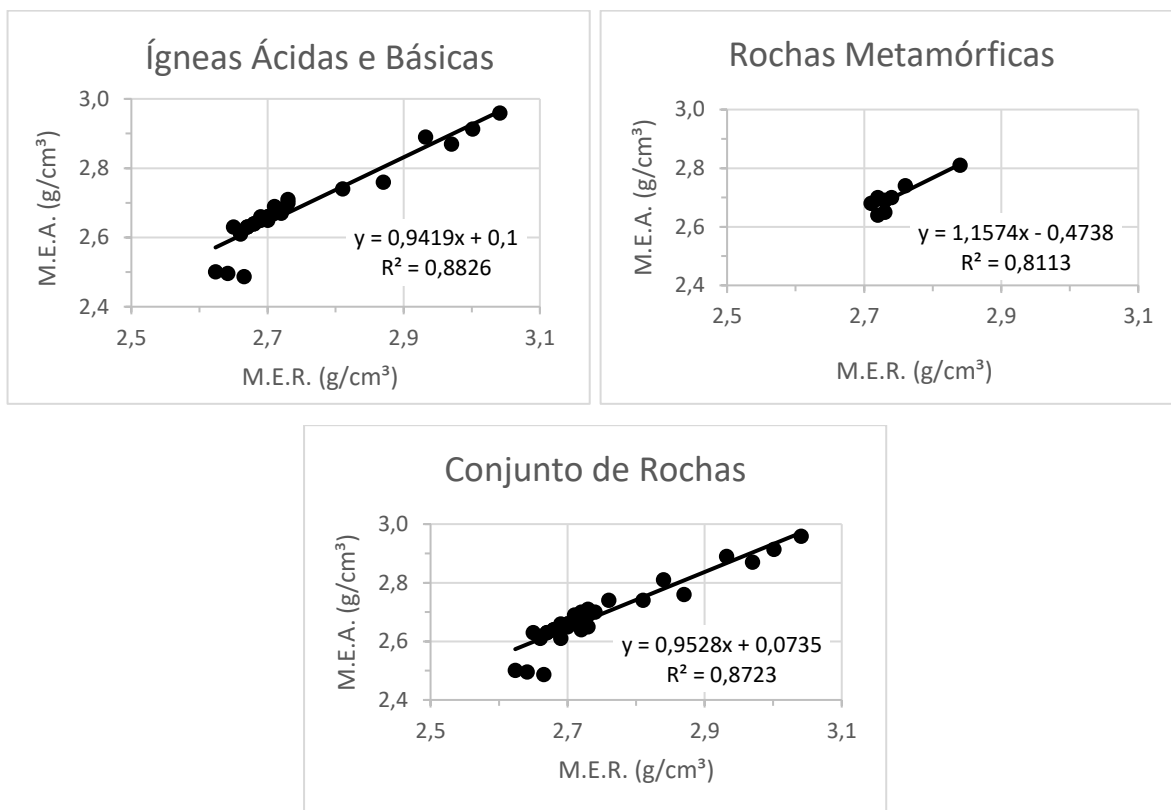 Ígneas Ácidas e Básicas
3,0
2,8
2,6
2,4
M.E.A. (g/cm³)
y = 0,9419x + 0,1
R² = 0,8826
2,5
2,7
2,9
3,1
M.E.R. (g/cm³)
Rochas Metamórficas
3,0
2,8
2,6
2,4
M.E.A. (g/cm³)
y = 1,1574x - 0,4738
R² = 0,8113
2,5
2,7
2,9
3,1
M.E.R. (g/cm³)
Conjunto de Rochas
3,0
2,8
2,6
2,4
M.E.A. (g/cm³)
y = 0,9528x + 0,0735
R² = 0,8723
2,5
2,7
2,9
3,1
M.E.R. (g/cm³)